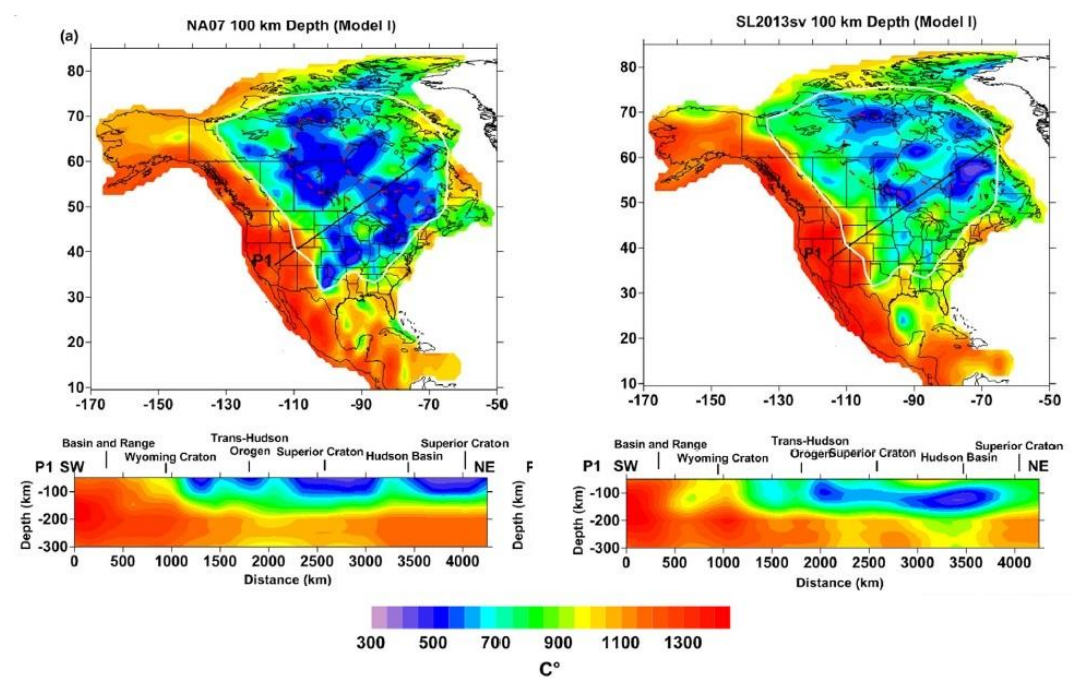 NA07 100 km Depth (Model I)
(a)
80
70
60
50
40
30
20
10
P1
-170 -150 -130 -110 -90 -70 -50
SL2013sv 100 km Depth (Model I)
80
70
60
50
40
30
20
10
P1
-170 -150 -130 -110 -90 -70 -50
Trans-Hudson
Basin and Range Orogen Superior Craton Superior Craton
P1 SW Wyoming Craton Hudson Basin NE
Depth (km)
-100
-200
-300
0 500 1000 1500 2000 2500 3000 3500 4000
Distance (km)
Trans-Hudson
Basin and Range Orogen Superior Craton Superior Craton
P1 SW Wyoming Craton Hudson Basin NE
Depth (km)
-100
-200
-300
0 500 1000 1500 2000 2500 3000 3500 4000
Distance (km)
300 500 700 900 1100 1300
C°